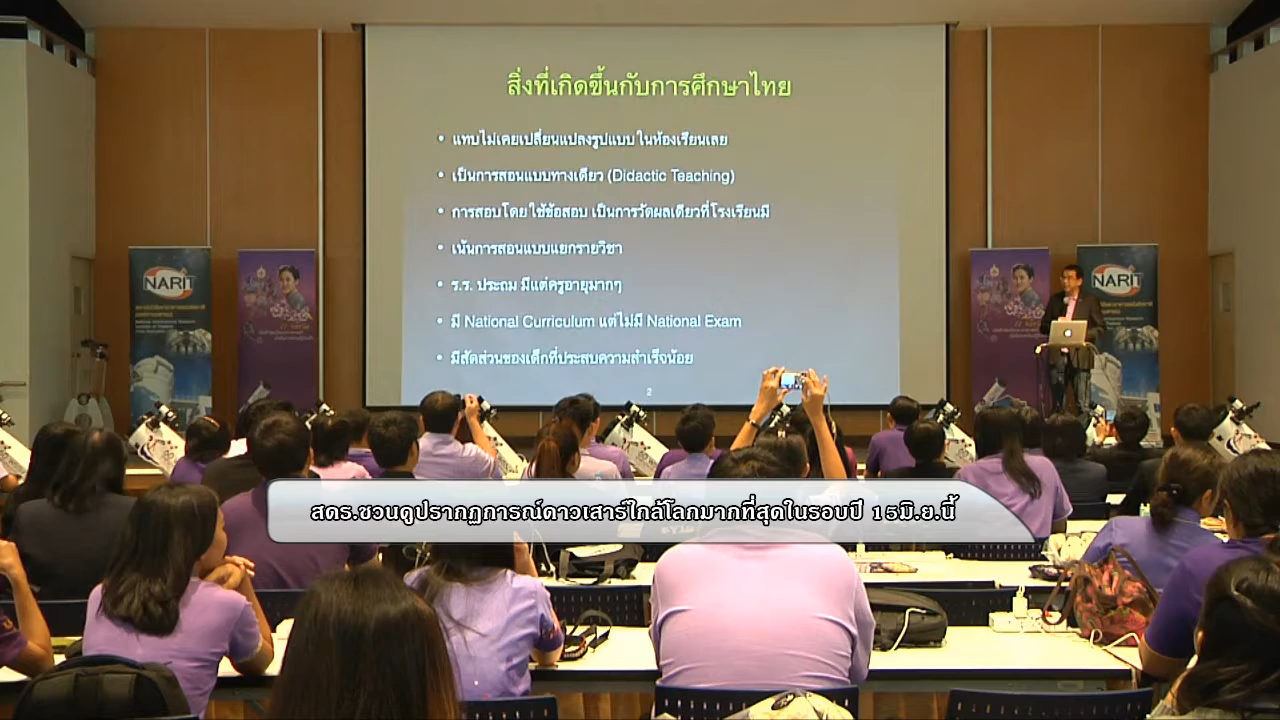 สิ่งที่เกิดขึ้นกับการศึกษาไทย
• แทบไม่เคยเปลี่ยนแปลงรูปแบบ ในห้องเรียนเลย
• เป็นการสอนแบบทางเดียว (Didactic Teaching)
• การสอบโดย ใช้ข้อสอบ เป็นการวัดผลเดียวที่ โรงเรียนมี
• เน้นการสอนแบบแยกรายวิชา
• ร.ร. ประถม มีแต่ครูอายุมากๆ
• มี National Curriculum แต่ไม่มี National Exam
• มีสัดส่วนของเด็กที่ประสบความสำเร็จน้อย
2
NARIT
NARIT
สดร.ชวนดูปรากฏการณ์ดาวเสาร์ใกล้โลกมากที่สุดในรอบปี 15มิ.ย.นี้